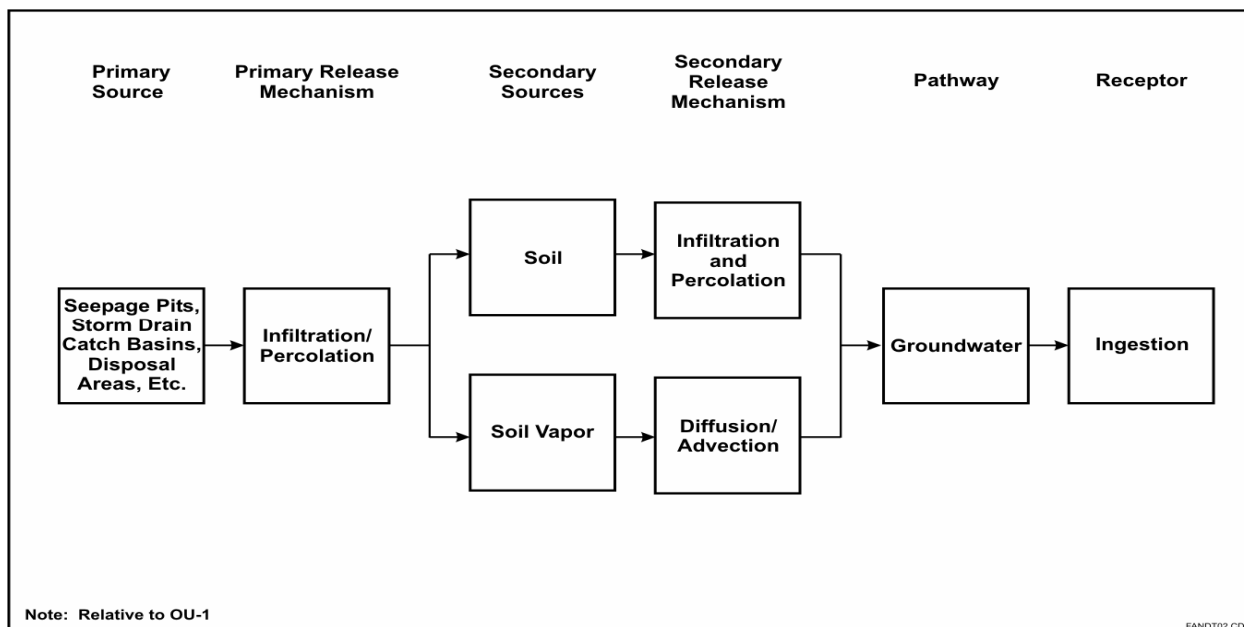 Primary
Source
Primary Release
Mechanism
Secondary
Sources
Secondary
Release
Mechanism
Pathway
Receptor
Seepage Pits,
Storm Drain
Catch Basins,
Disposal
Areas, Etc.
Infiltration/
Percolation
Soil
Infiltration
and
Percolation
Soil Vapor
Diffusion/
Advection
Groundwater
Ingestion
Note: Relative to OU-1
FANDT02.CD